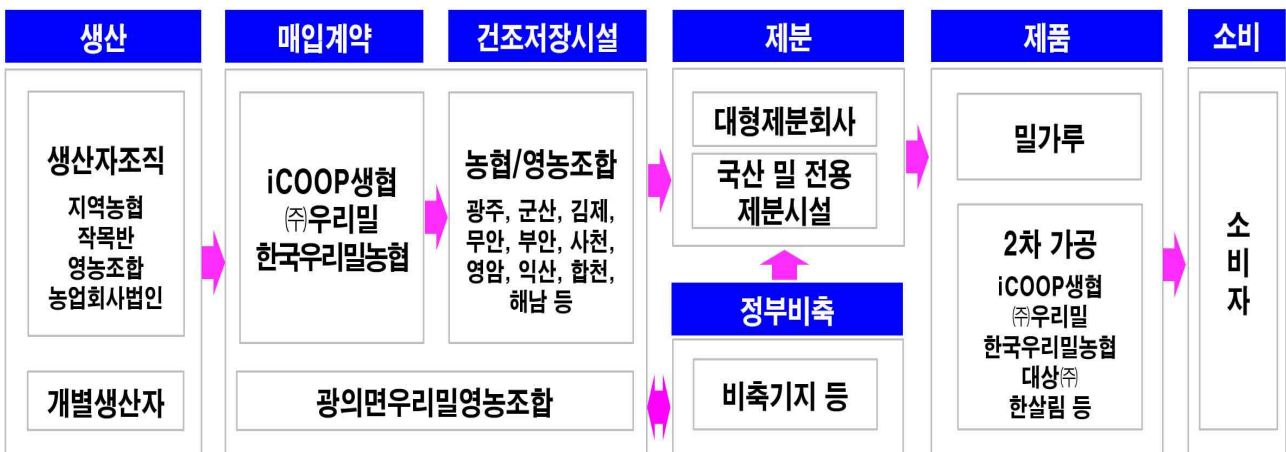 생산
생산자조직
지역농협
작목반
영농조합
농업회사법인
개별생산자
매입계약
건조저장시설
iCOOP생협
㈜우리밀
한국우리밀농협
농협/영농조합
광주, 군산, 김제,
무안, 부안, 사천,
영암, 익산, 합천,
해남 등
광의면우리밀영농조합
제분
대형제분회사
국산 밀 전용
제분시설
정부비축
비축기지 등
제품
밀가루
2차 가공
iCOOP생협
㈜우리밀
한국우리밀농협
대상㈜
한살림 등
소비
소
비
자